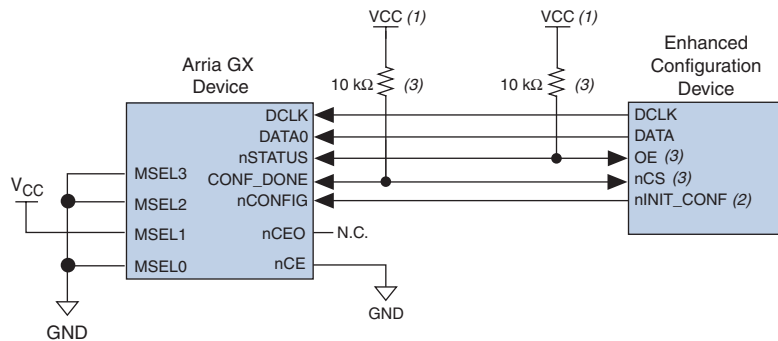 VCC (1)
VCC (1)
Arria GX
Device
Enhanced
Configuration
Device
10 kΩ
(3)
10 kΩ
(3)
DCLK
DCLK
DATA0
DATA
nSTATUS
OE (3)
MSEL3
CONF_DONE
nCS (3)
VCC
MSEL2
nCONFIG
nINIT_CONF (2)
MSEL1
nCEO
N.C.
MSEL0
nCE
GND
GND